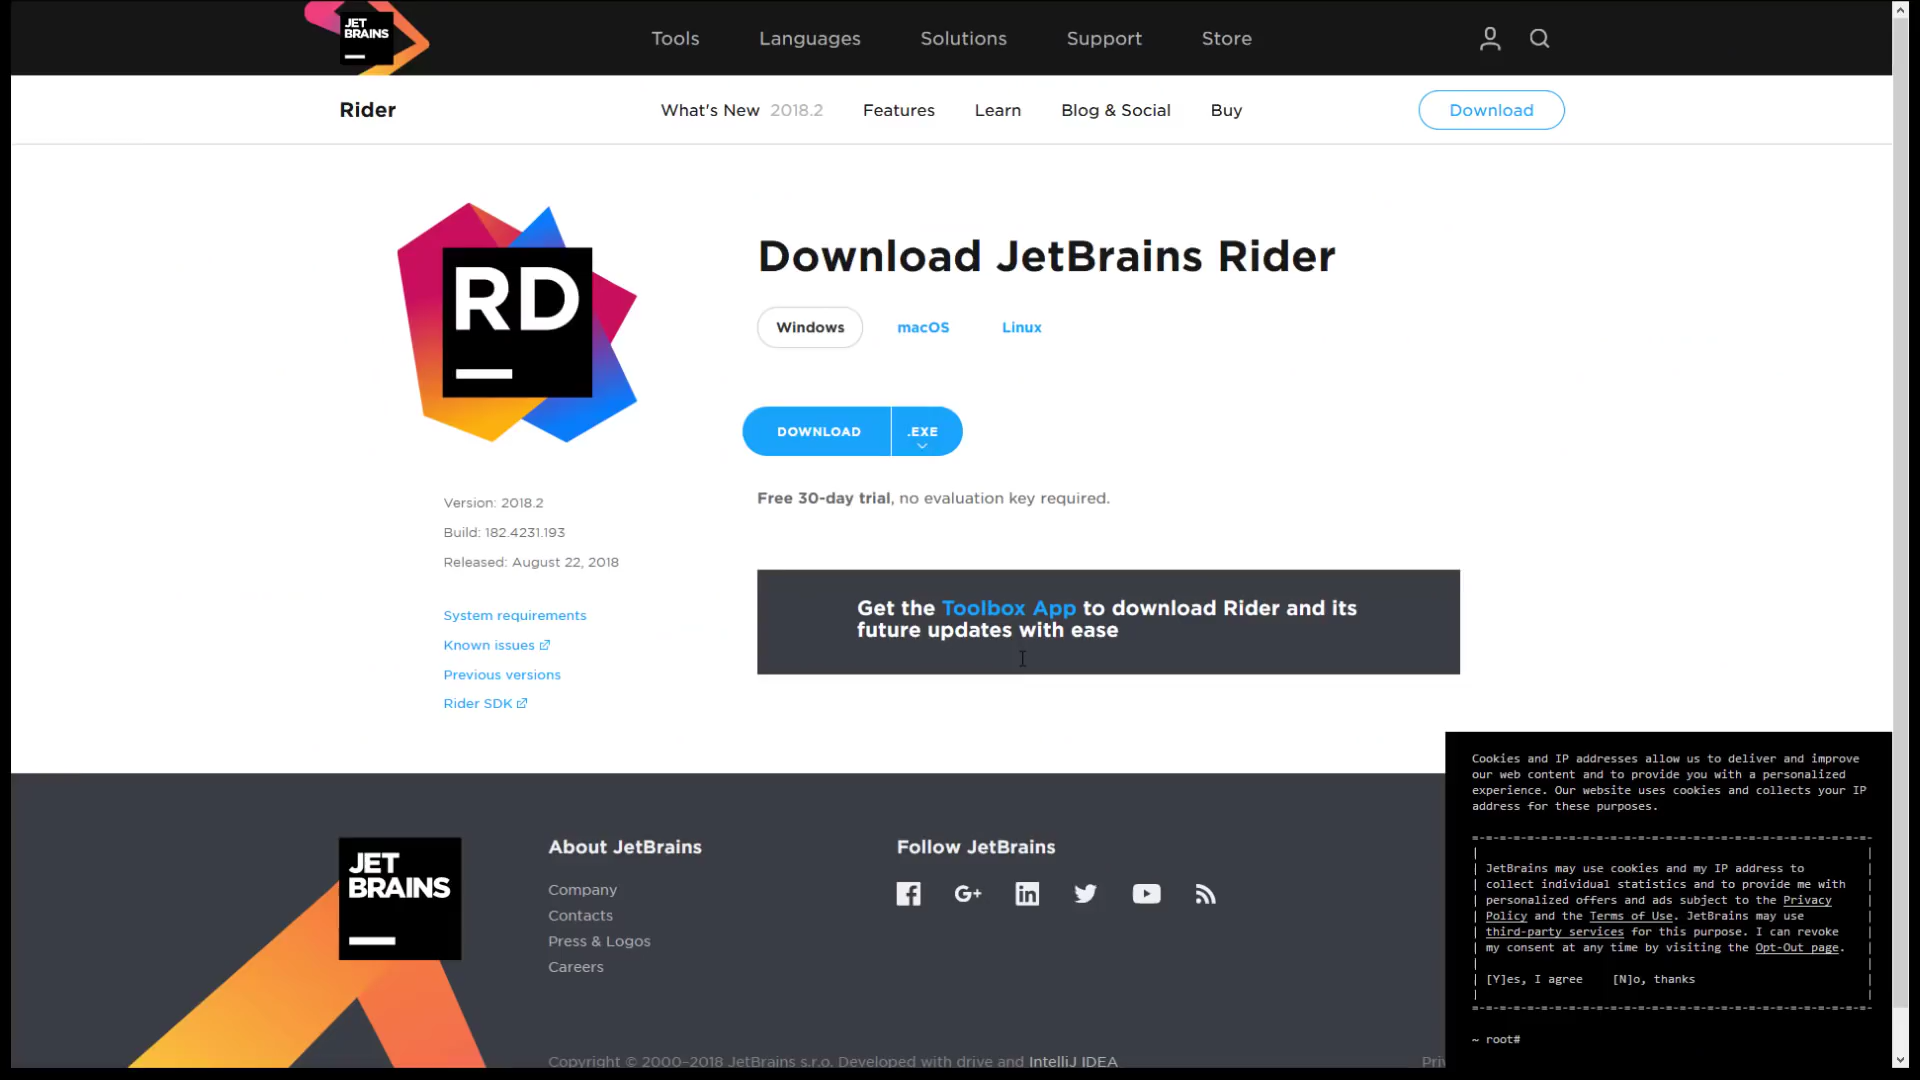 JET
BRAINS
Tools
Languages
Solutions
Support
Store
Rider
What's New 2018.2
Features
Learn
Blog & Social
Buy
Download
RD
Download JetBrains Rider
Windows
macOS
Linux
DOWNLOAD
.EXE
Free 30-day trial, no evaluation key required.
Version: 2018.2
Build: 182.4231.193
Released: August 22, 2018
System requirements
Known issues
Previous versions
Rider SDK
Get the Toolbox App to download Rider and its
future updates with ease
JET
BRAINS
About JetBrains
Company
Contacts
Press & Logos
Careers
Follow JetBrains
G+
in
Copyright © 2000–2018 JetBrains s.r.o. Developed with drive and IntelliJ IDEA
Cookies and IP addresses allow us to deliver and improve
our web content and to provide you with a personalized
experience. Our website uses cookies and collects your IP
address for these purposes.
JetBrains may use cookies and my IP address to
collect individual statistics and to provide me with
personalized offers and ads subject to the Privacy
Policy and the Terms of Use. JetBrains may use
third-party services for this purpose. I can revoke
my consent at any time by visiting the Opt-Out page.
[Y]es, I agree [N]o, thanks
~ root#